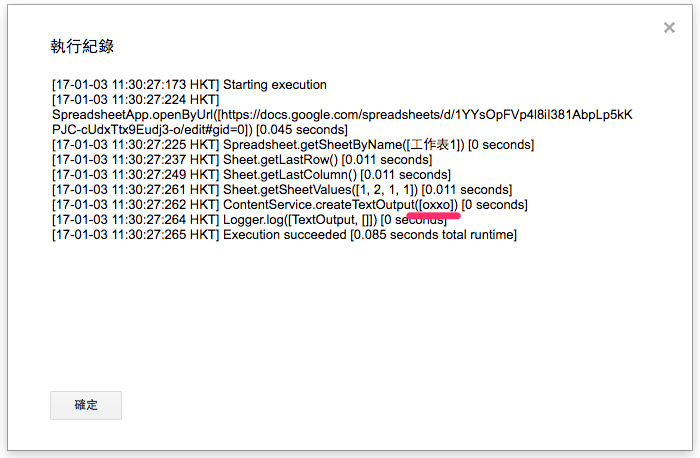 執行紀錄
[17-01-03 11:30:27:173 HKT] Starting execution
[17-01-03 11:30:27:224 HKT]
SpreadsheetApp.openByUrl([https://docs.google.com/spreadsheets/d/1YYsOpFVp4I8iI381AbpLp5kK
PJC-cUdxTtx9Eudj3-o/edit#gid=0]) [0.045 seconds]
[17-01-03 11:30:27:225 HKT] Spreadsheet.getSheetByName([工作表1]) [0 seconds]
[17-01-03 11:30:27:237 HKT] Sheet.getLastRow() [0.011 seconds]
[17-01-03 11:30:27:249 HKT] Sheet.getLastColumn() [0.011 seconds]
[17-01-03 11:30:27:261 HKT] Sheet.getSheetValues([1, 2, 1, 1]) [0.011 seconds]
[17-01-03 11:30:27:262 HKT] ContentService.createTextOutput([oxxo]) [0 seconds]
[17-01-03 11:30:27:264 HKT] Logger.log([TextOutput, []]) [0 seconds]
[17-01-03 11:30:27:265 HKT] Execution succeeded [0.085 seconds total runtime]
確定